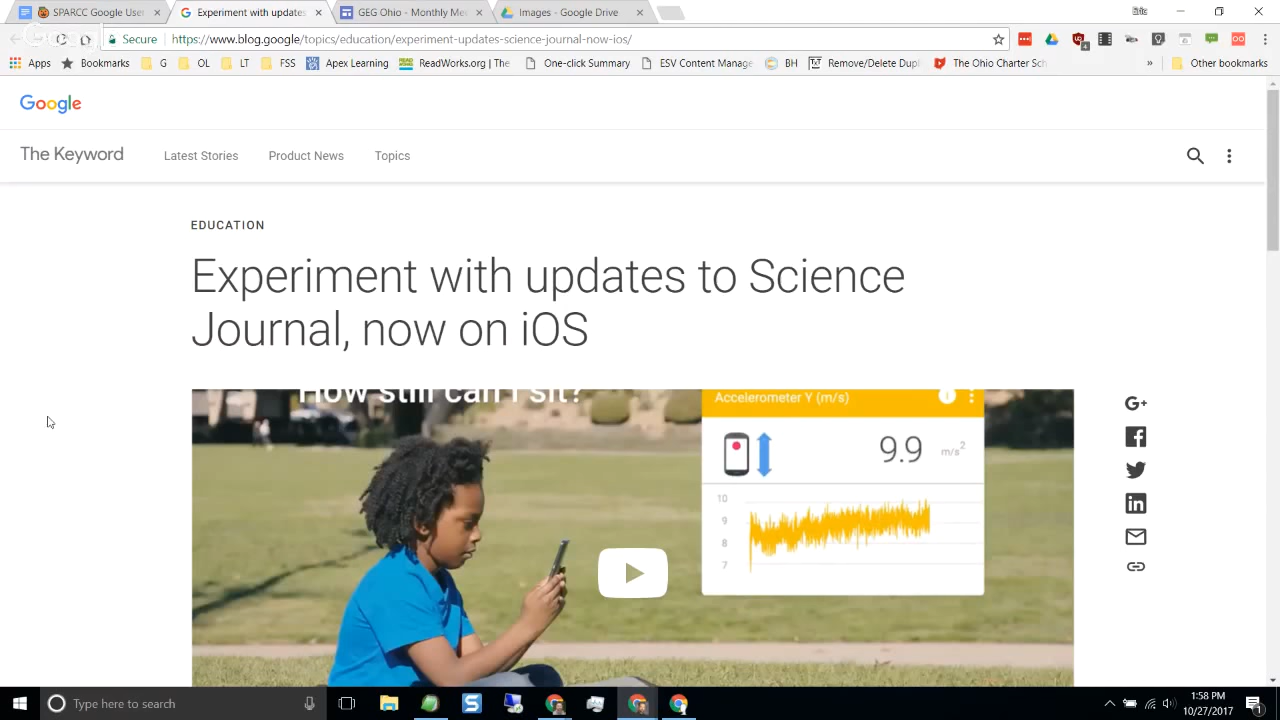 SPARCC Google User
Experiment with updates
GEG Ohio - Monthly Mee
Images - Google Drive
Secure
https://www.blog.google/topics/education/experiment-updates-science-journal-now-ios/
4
Apps
Bookmarks
G
OL
LT
FSS
Apex Learning
ReadWorks.org | The
One-click Summary
ESV Content Manage
BH
Remove/Delete Dupl
The Ohio Charter Sch
»
Other bookmarks
Google
The Keyword
Latest Stories
Product News
Topics
EDUCATION
Experiment with updates to Science
Journal, now on iOS
How still can I sit?
Accelerometer Y (m/s)
9.9 m/s²
10
9
8
7
G+
Type here to search
1:58 PM
10/27/2017
1